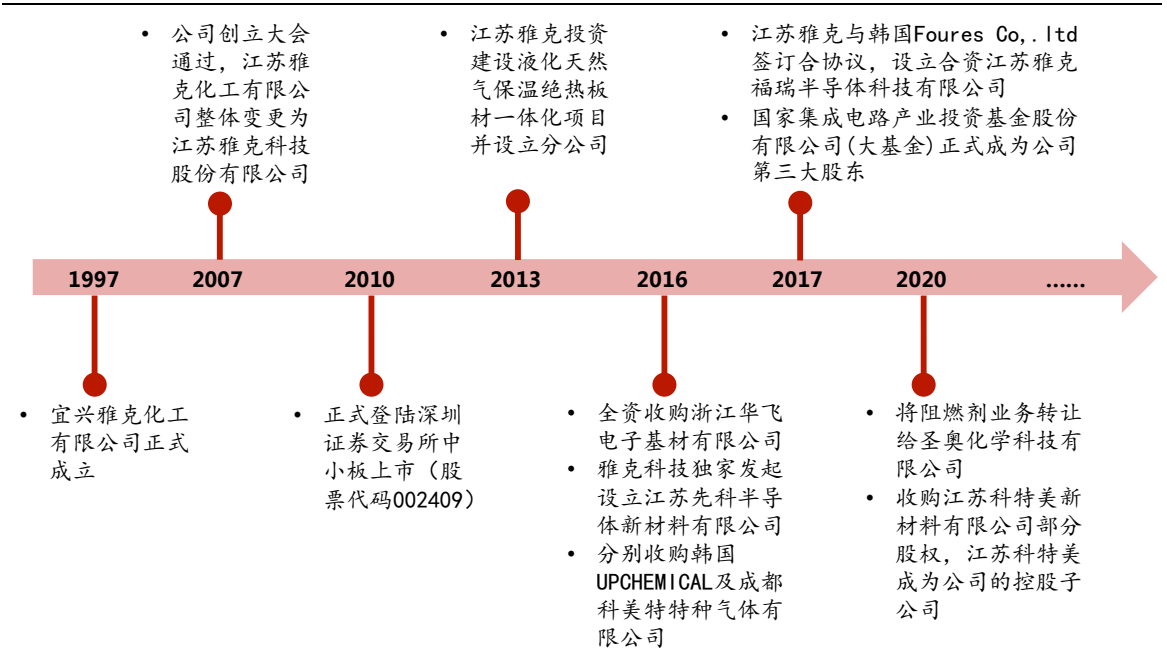 • 公司创立大会
通过，江苏雅
克化工有限公
司整体变更为
江苏雅克科技
股份有限公司
• 江苏雅克投资
建设液化天然
气保温绝热板
材一体化项目
并设立分公司
• 江苏雅克与韩国Foures Co,.ltd
签订合协议，设立合资江苏雅克
福瑞半导体科技有限公司
• 国家集成电路产业投资基金股份
有限公司(大基金)正式成为公司
第三大股东
1997 2007 2010 2013 2016 2017 2020 ……
• 宜兴雅克化工
有限公司正式
成立
• 正式登陆深圳
证券交易所中
小板上市（股
票代码002409）
• 全资收购浙江华飞
电子基材有限公司
• 雅克科技独家发起
设立江苏先科半导
体新材料有限公司
• 分别收购韩国
UPCHEMICAL及成都
科美特特种气体有
限公司
• 将阻燃剂业务转让
给圣奥化学科技有
限公司
• 收购江苏科特美新
材料有限公司部分
股权，江苏科特美
成为公司的控股子
公司